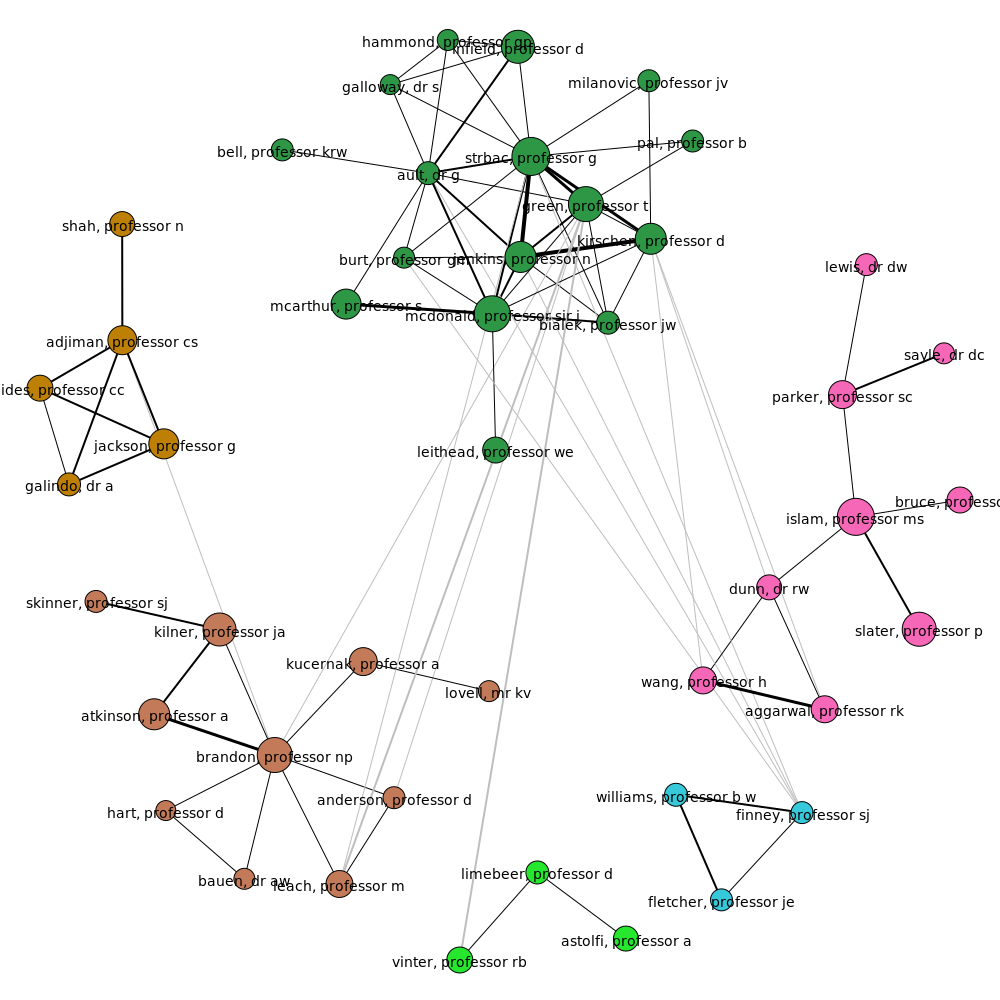 hammond, professor gp
infield, professor d
galloway, dr s
milanovic, professor jv
pal, professor b
bell, professor krw
strbac, professor g
ault, dr g
green, professor t
shah, professor n
kirschen, professor d
burt, professor gm
jenkins, professor n
lewis, dr dw
mcarthur, professor s
mcdonald, professor sir j
bialek, professor jw
adjiman, professor cs
sayle, dr dc
ides, professor cc
parker, professor sc
jackson, professor g
leithead, professor we
galindo, dr a
bruce, professo
islam, professor ms
dunn, dr rw
skinner, professor sj
kilner, professor ja
slater, professor p
kucernak, professor a
wang, professor h
lovell, mr kv
aggarwal, professor rk
atkinson, professor a
brandon, professor np
williams, professor b w
anderson, professor d
hart, professor d
finney, professor sj
limebeer, professor d
bauen, dr aw
leach, professor m
fletcher, professor je
astolfi, professor a
vinter, professor rb